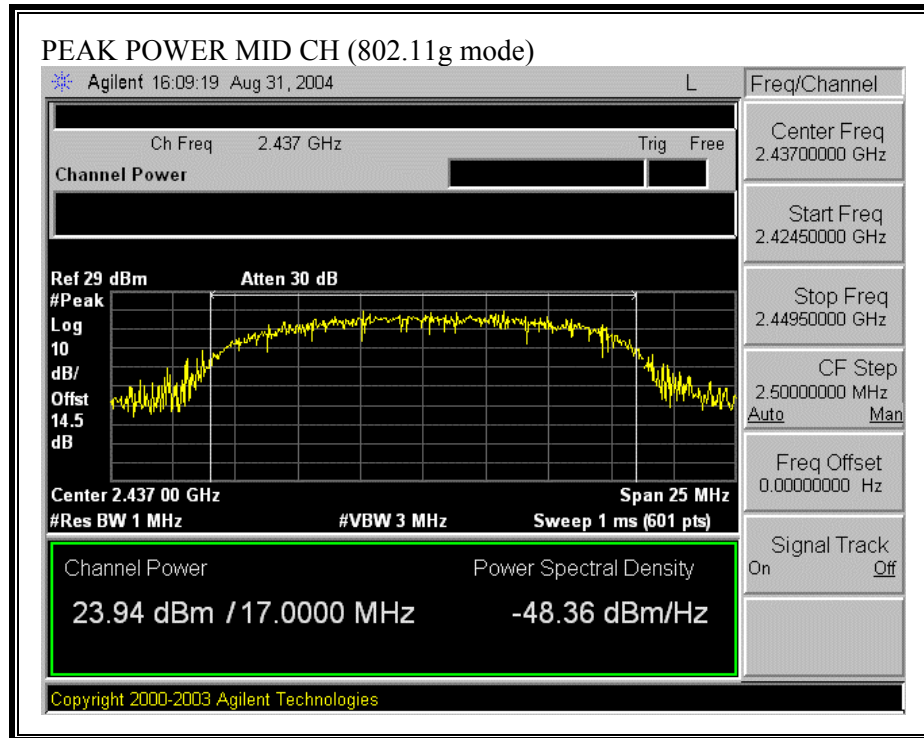 PEAK POWER MID CH (802.11g mode)
Agilent 16:09:19 Aug 31, 2004 L
Freq/Channel
Ch Freq 2.437 GHz Trig Free
Channel Power
Center Freq
2.43700000 GHz
Start Freq
2.42450000 GHz
Stop Freq
2.44950000 GHz
CF Step
2.50000000 MHz
Auto Man
Freq Offset
0.00000000 Hz
Signal Track
On Off
Ref 29 dBm Atten 30 dB
#Peak
Log
10
dB/
Offst
14.5
dB
Center 2.437 00 GHz Span 25 MHz
#Res BW 1 MHz #VBW 3 MHz Sweep 1 ms (601 pts)
Channel Power Power Spectral Density
23.94 dBm / 17.0000 MHz -48.36 dBm/Hz
Copyright 2000-2003 Agilent Technologies